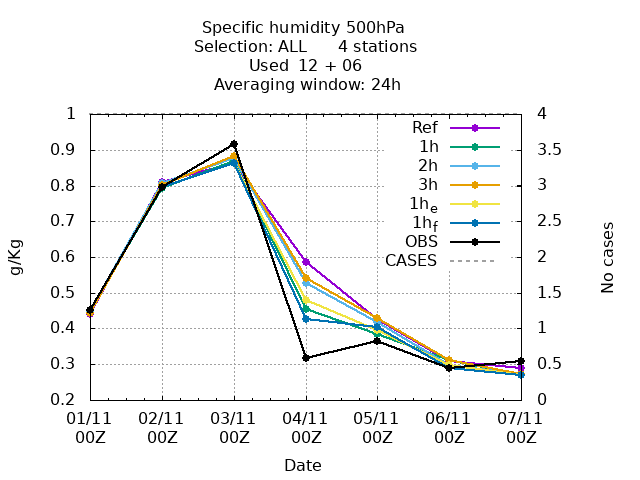 Specific humidity 500hPa
Selection: ALL      4 stations
Used  12 + 06
Averaging window: 24h
1
0.9
0.8
0.7
0.6
0.5
0.4
0.3
0.2
g/Kg
4
3.5
3
2.5
2
1.5
1
0.5
0
No cases
Ref
1h
2h
3h
1h_e
1h_f
OBS
CASES
01/11 02/11 03/11 04/11 05/11 06/11 07/11
00Z 00Z 00Z 00Z 00Z 00Z 00Z
Date